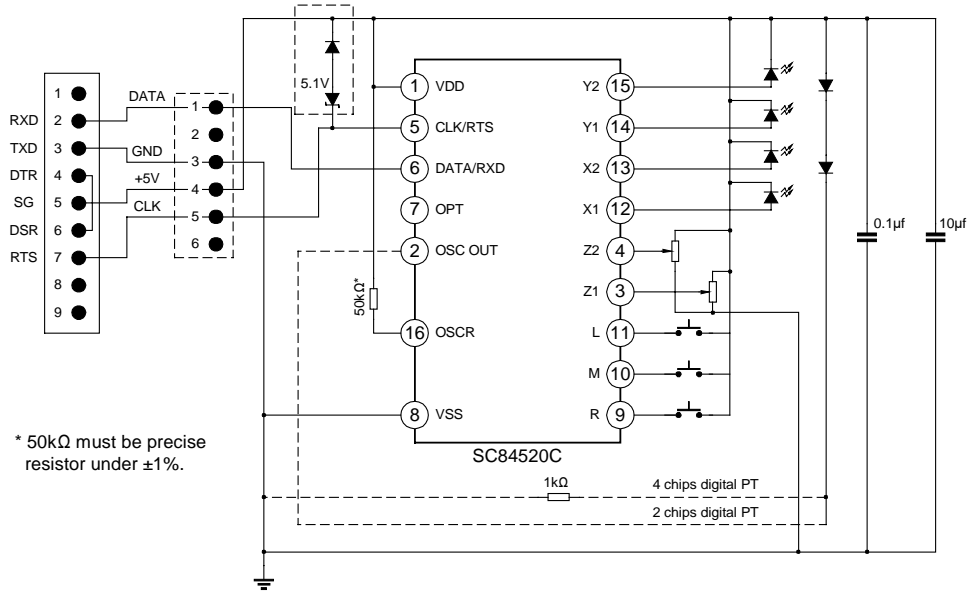 1
RXD 2
TXD 3
DTR 4
SG 5
DSR 6
RTS 7
8
9
DATA
GND
+5V
CLK
1
2
3
4
5
6
5.1V
50kΩ*
1 VDD
5 CLK/RTS
6 DATA/RXD
7 OPT
2 OSC OUT
16 OSCR
8 VSS
Y2 15
Y1 14
X2 13
X1 12
Z2 4
Z1 3
L 11
M 10
R 9
SC84520C
0.1µf
10µf
* 50kΩ must be precise
resistor under ±1%.
1kΩ
4 chips digital PT
2 chips digital PT